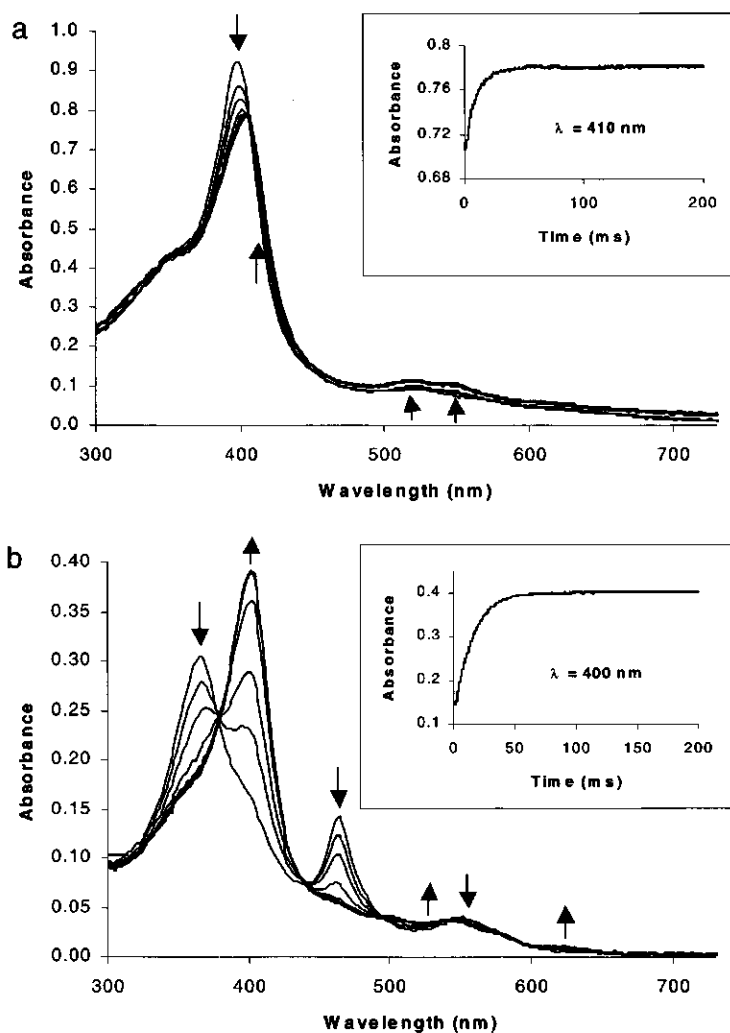 a
1.0
0.9
0.8
0.7
0.6
0.5
0.4
0.3
0.2
0.1
0.0
Absorbance
300 400 500 600 700
Wavelength (nm)
0.8
0.76
0.72
0.68
Absorbance
λ = 410 nm
0 100 200
Time (ms)
b
0.40
0.35
0.30
0.25
0.20
0.15
0.10
0.05
0.00
Absorbance
300 400 500 600 700
Wavelength (nm)
0.4
0.3
0.2
0.1
Absorbance
λ = 400 nm
0 50 100 150 200
Time (ms)